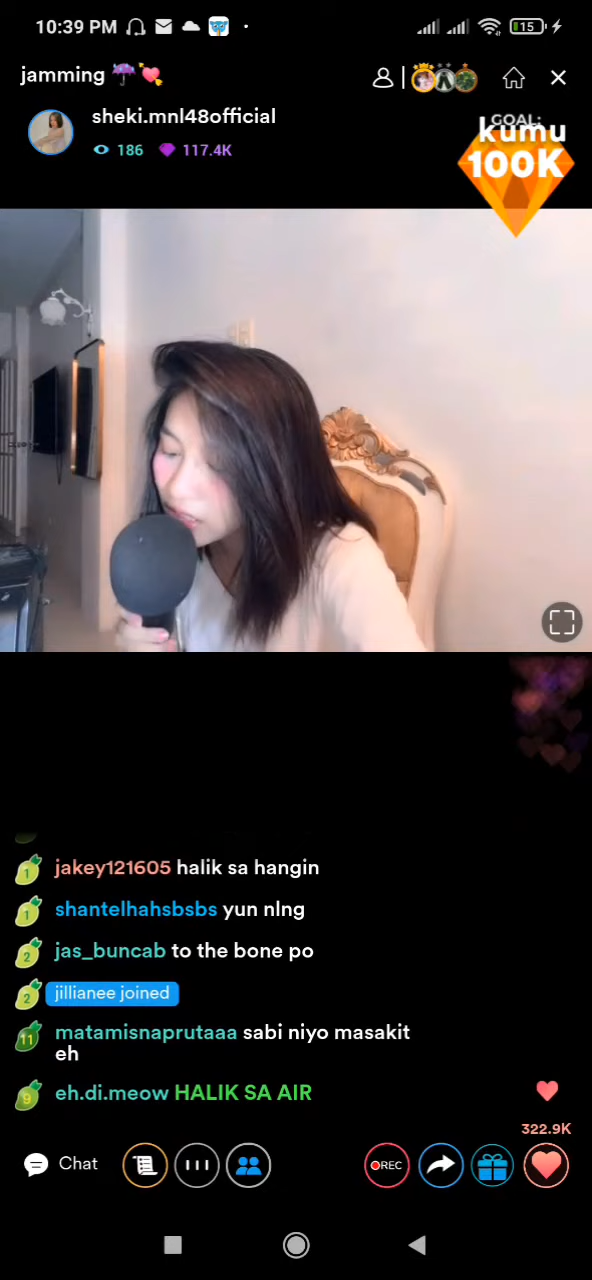 10:39 PM
15
jamming
sheki.mnl48official
186 117.4K
GOAL:
kumu
100K
jakey121605 halik sa hangin
shantelhahsbsbs yun nlng
jas_buncab to the bone po
jillianee joined
matamisnaprutaaa sabi niyo masakit
eh
eh.di.meow HALIK SA AIR
1
1
2
2
11
9
322.9K
Chat
REC